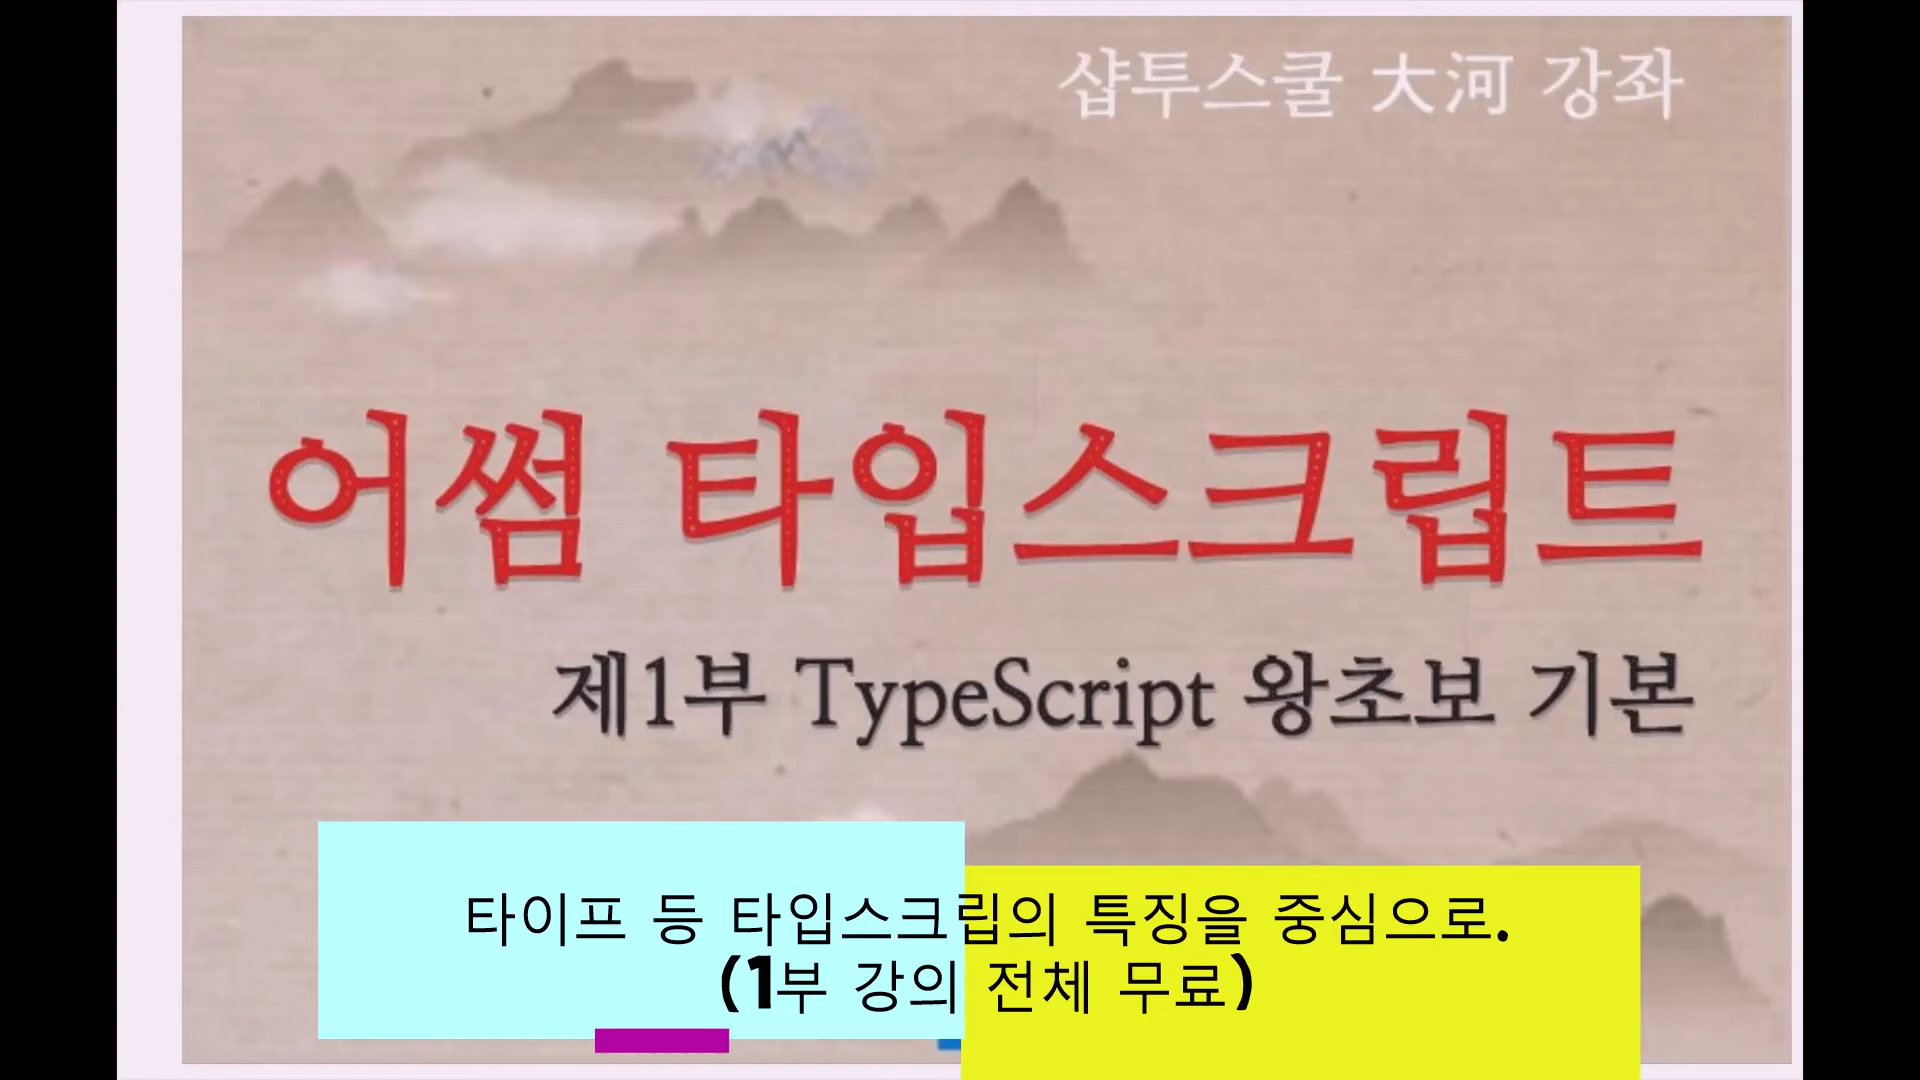 샵투스쿨 大河 강좌
어썸 타입스크립트
제1부 TypeScript 왕초보 기본
타이프 등 타입스크립의 특징을 중심으로.
(1부 강의 전체 무료)